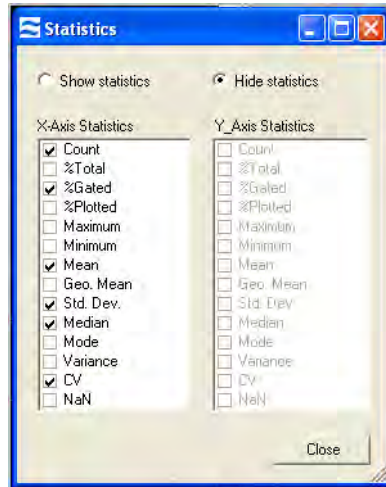 Statistics
Show statistics
Hide statistics
X-Axis Statistics
Count
%Total
%Gated
%Plotted
Maximum
Minimum
Mean
Geo. Mean
Std. Dev.
Median
Mode
Variance
CV
NaN
Y_Axis Statistics
Count
%Total
%Gated
%Plotted
Maximum
Minimum
Mean
Geo. Mean
Std. Dev.
Median
Mode
Variance
CV
NaN
Close